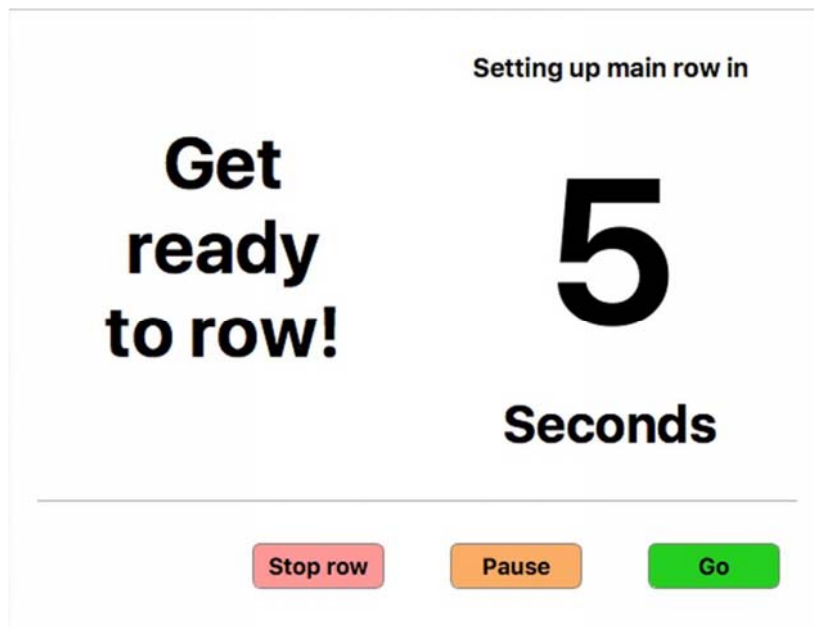 Get
ready
to row!
Setting up main row in
5
Seconds
Stop row
Pause
Go